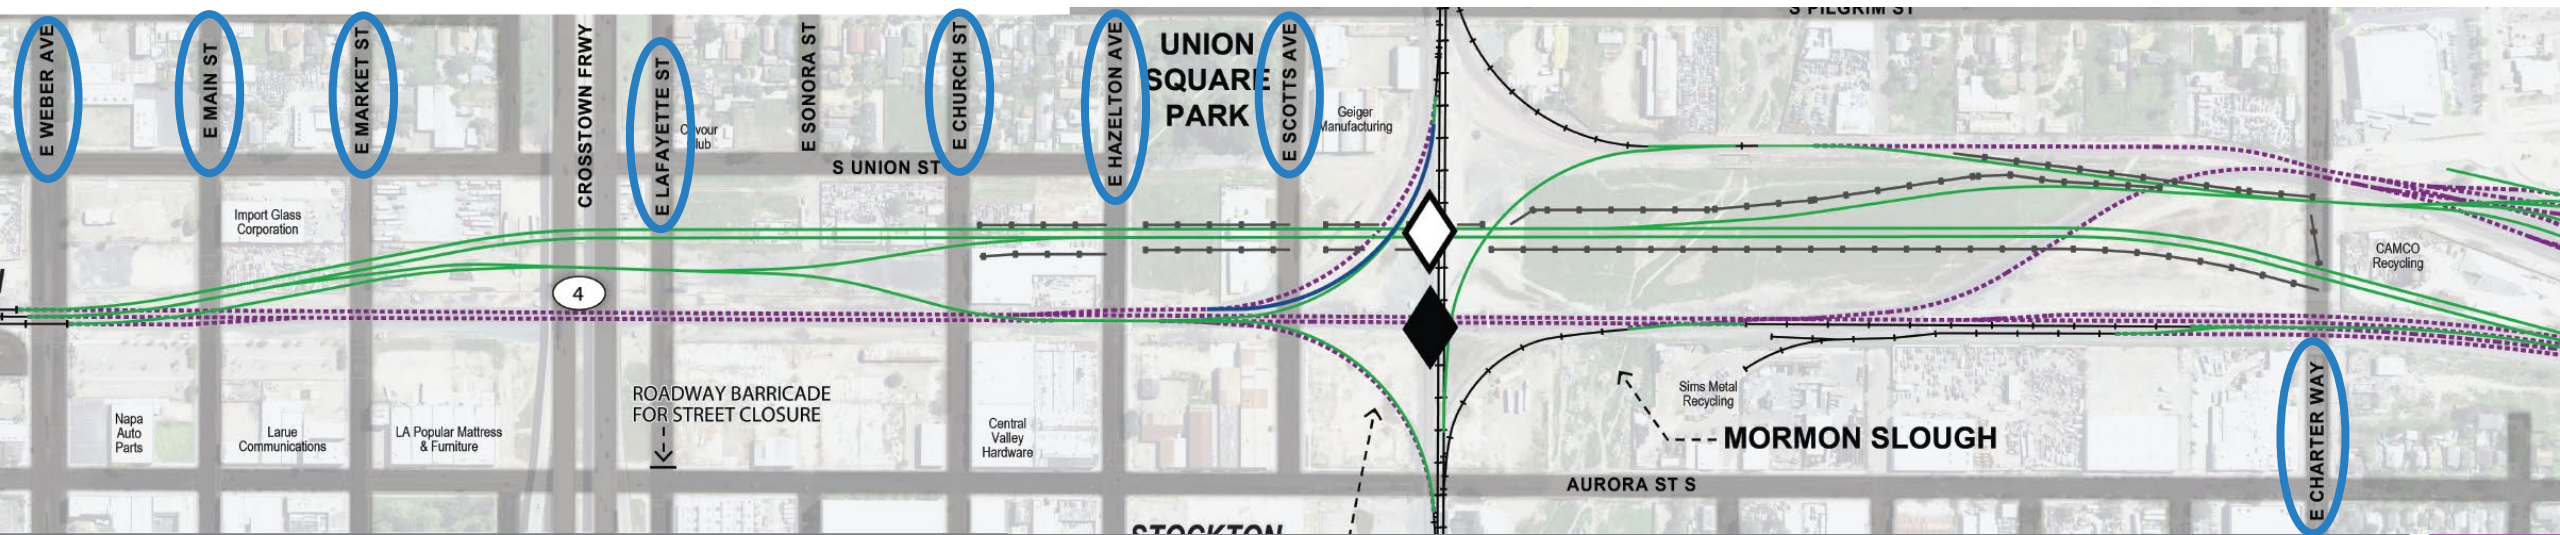 S PILGRIM ST
E WEBER AVE
E MAIN ST
E MARKET ST
CROSSTOWN FRWY
E LAFAYETTE ST
E SONORA ST
E CHURCH ST
E HAZELTON AVE
UNION
SQUARE
PARK
E SCOTTS AVE
Geiger
Manufacturing
S UNION ST
Import Glass
Corporation
4
CAMCO
Recycling
ROADWAY BARRICADE
FOR STREET CLOSURE
Napa
Auto
Parts
Larue
Communications
LA Popular Mattress
& Furniture
Central
Valley
Hardware
Sims Metal
Recycling
MORMON SLOUGH
E CHARTER WAY
AURORA ST S
STOCKTON